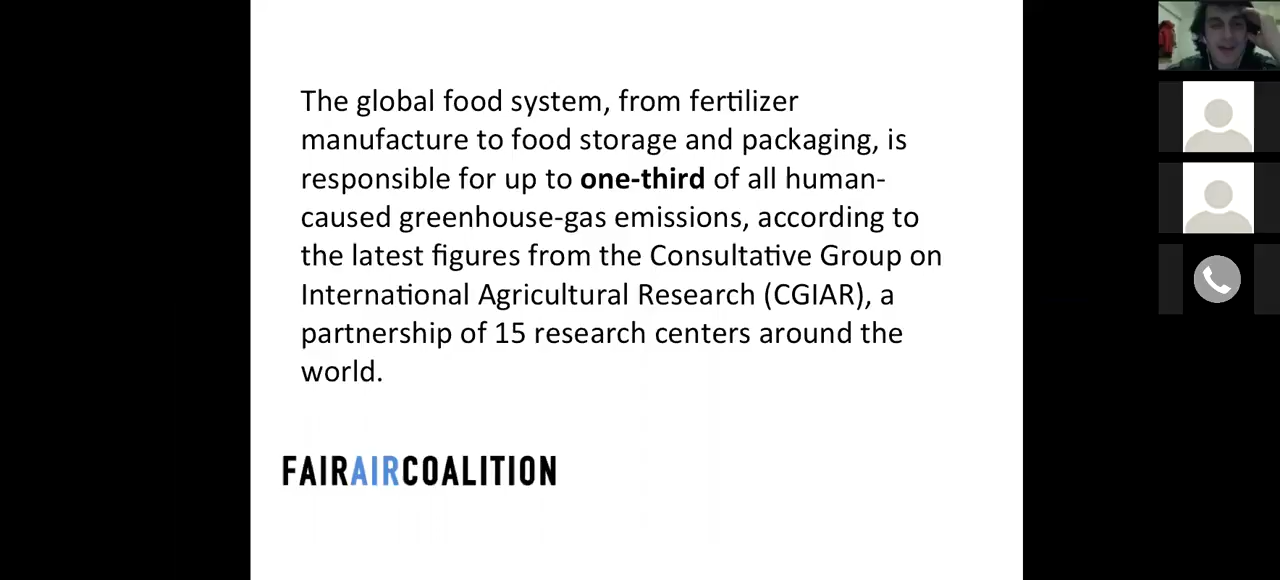 The global food system, from fertilizer
manufacture to food storage and packaging, is
responsible for up to one-third of all human-
caused greenhouse-gas emissions, according to
the latest figures from the Consultative Group on
International Agricultural Research (CGIAR), a
partnership of 15 research centers around the
world.
FAIRAIRCOALITION